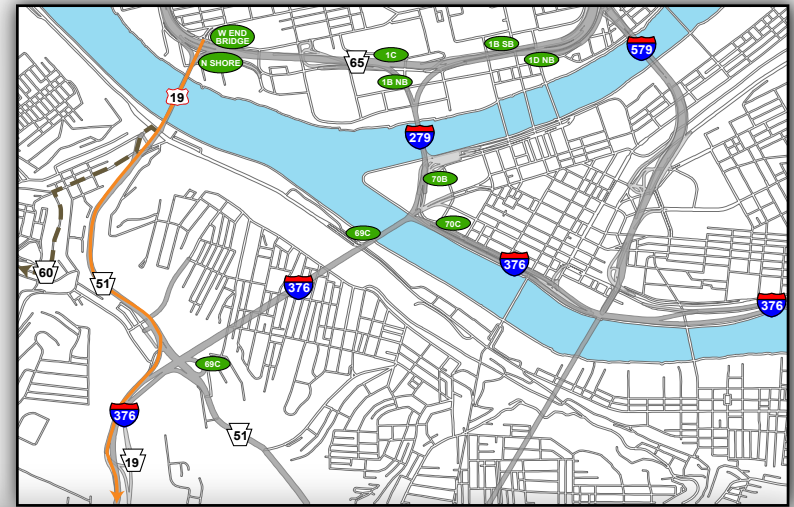 W END
BRIDGE
N SHORE
65
1C
1B SB
1D NB
579
1B NB
19
279
70B
70C
69C
376
376
376
60
51
69C
376
51
19